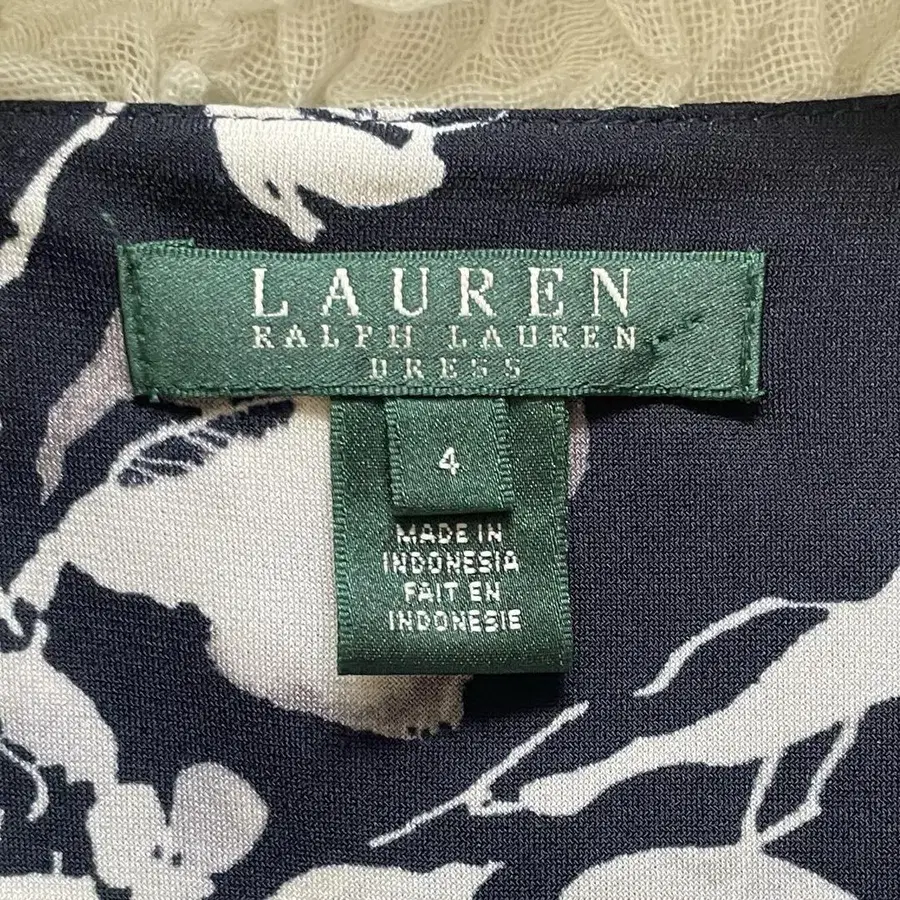 LAUREN
RALPH LAUREN
DRESS
4
MADE IN
INDONESIA
FAIT EN
INDONESIE